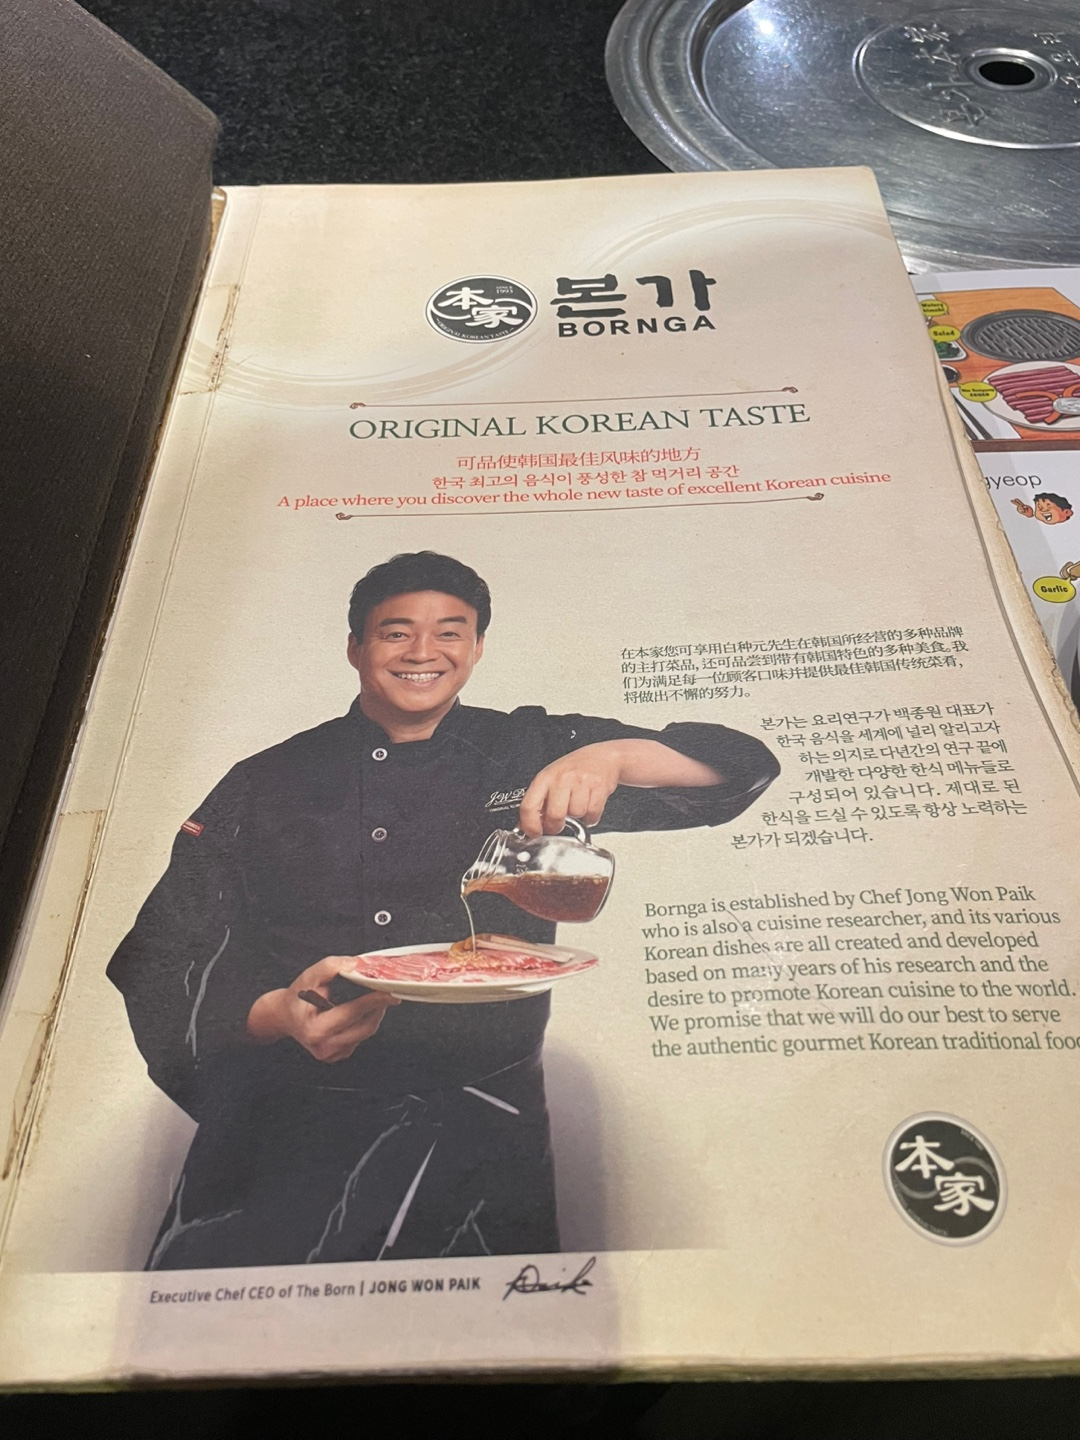 本家
SINCE 1993
ORIGINAL KOREAN TASTE
본가
BORNGA
ORIGINAL KOREAN TASTE
可品使韩国最佳风味的地方
한국 최고의 음식이 풍성한 참 먹거리 공간
A place where you discover the whole new taste of excellent Korean cuisine
在本家您可享用白种元先生在韩国所经营的多种品牌
的主打菜品, 还可品尝到带有韩国特色的多种美食。我
们为满足每一位顾客口味并提供最佳韩国传统菜肴,
将做出不懈的努力。
본가는 요리연구가 백종원 대표가
한국 음식을 세계에 널리 알리고자
하는 의지로 다년간의 연구 끝에
개발한 다양한 한식 메뉴들로
구성되어 있습니다. 제대로 된
한식을 드실 수 있도록 항상 노력하는
본가가 되겠습니다.
Bornga is established by Chef Jong Won Paik
who is also a cuisine researcher, and its various
Korean dishes are all created and developed
based on many years of his research and the
desire to promote Korean cuisine to the world.
We promise that we will do our best to serve
the authentic gourmet Korean traditional foo
本家
Executive Chef CEO of The Born | JONG WON PAIK
Paik
Salad
gyeop
Garlic